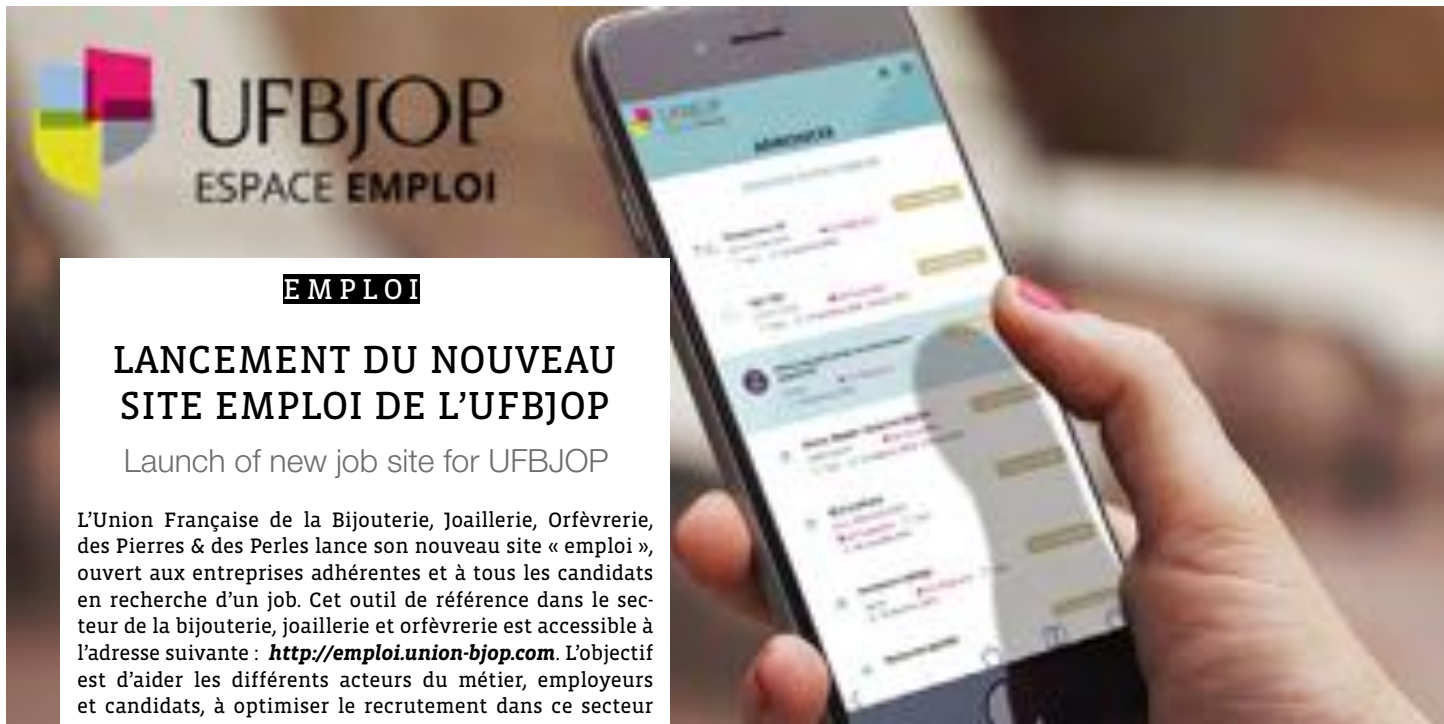 UFBJOP
ESPACE EMPLOI
EMPLOI
LANCEMENT DU NOUVEAU
SITE EMPLOI DE L'UFBJOP
Launch of new job site for UFBJOP
L'Union Française de la Bijouterie, Joaillerie, Orfèvrerie,
des Pierres & des Perles lance son nouveau site « emploi »,
ouvert aux entreprises adhérentes et à tous les candidats
en recherche d'un job. Cet outil de référence dans le sec-
teur de la bijouterie, joaillerie et orfèvrerie est accessible à
l'adresse suivante : http://emploi.union-bjop.com. L'objectif
est d'aider les différents acteurs du métier, employeurs
et candidats, à optimiser le recrutement dans ce secteur